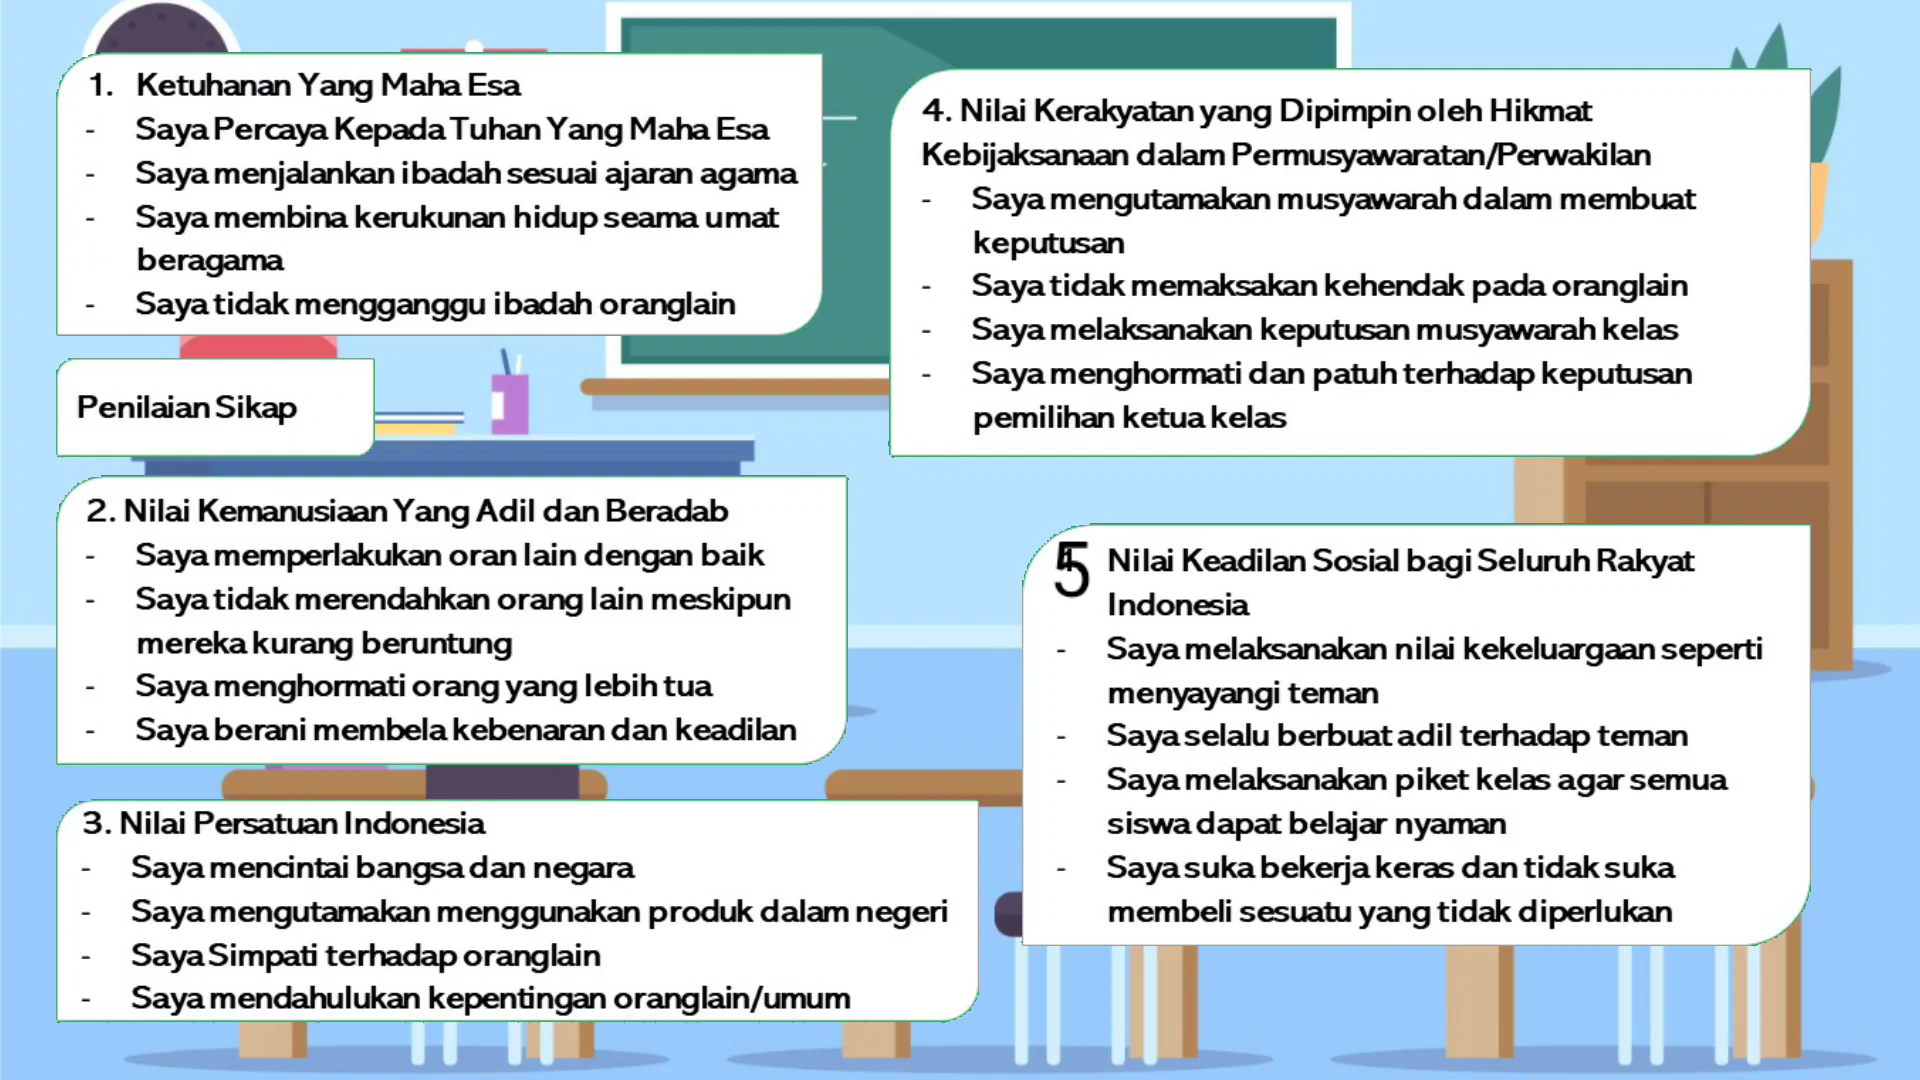 1. Ketuhanan Yang Maha Esa
- Saya Percaya Kepada Tuhan Yang Maha Esa
- Saya menjalankan ibadah sesuai ajaran agama
- Saya membina kerukunan hidup seama umat
beragama
- Saya tidak mengganggu ibadah oranglain
Penilaian Sikap
2. Nilai Kemanusiaan Yang Adil dan Beradab
- Saya memperlakukan oran lain dengan baik
- Saya tidak merendahkan orang lain meskipun
mereka kurang beruntung
- Saya menghormati orang yang lebih tua
- Saya berani membela kebenaran dan keadilan
3. Nilai Persatuan Indonesia
- Saya mencintai bangsa dan negara
- Saya mengutamakan menggunakan produk dalam negeri
- Saya Simpati terhadap oranglain
- Saya mendahulukan kepentingan oranglain/umum
4. Nilai Kerakyatan yang Dipimpin oleh Hikmat
Kebijaksanaan dalam Permusyawaratan/Perwakilan
- Saya mengutamakan musyawarah dalam membuat
keputusan
- Saya tidak memaksakan kehendak pada oranglain
- Saya melaksanakan keputusan musyawarah kelas
- Saya menghormati dan patuh terhadap keputusan
pemilihan ketua kelas
5 Nilai Keadilan Sosial bagi Seluruh Rakyat
Indonesia
- Saya melaksanakan nilai kekeluargaan seperti
menyayangi teman
- Saya selalu berbuat adil terhadap teman
- Saya melaksanakan piket kelas agar semua
siswa dapat belajar nyaman
- Saya suka bekerja keras dan tidak suka
membeli sesuatu yang tidak diperlukan